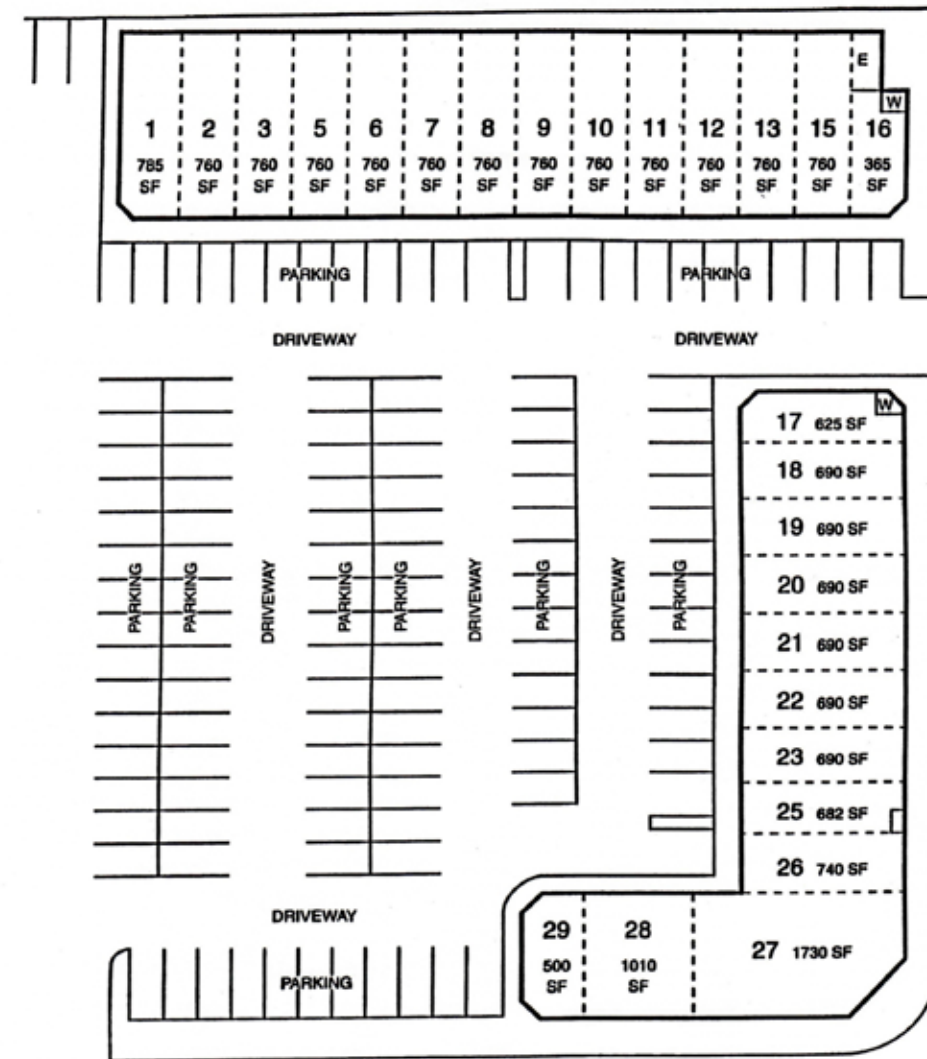 E
W
1 2 3 5 6 7 8 9 10 11 12 13 15 16
785 760 760 760 760 760 760 760 760 760 760 760 760 365
SF SF SF SF SF SF SF SF SF SF SF SF SF SF
PARKING PARKING
DRIVEWAY DRIVEWAY
W
17 625 SF
18 690 SF
19 690 SF
20 690 SF
PARKING PARKING DRIVEWAY PARKING PARKING DRIVEWAY PARKING DRIVEWAY PARKING
21 690 SF
22 690 SF
23 690 SF
25 682 SF
26 740 SF
DRIVEWAY
29 28
27 1730 SF
500 1010
SF SF
PARKING